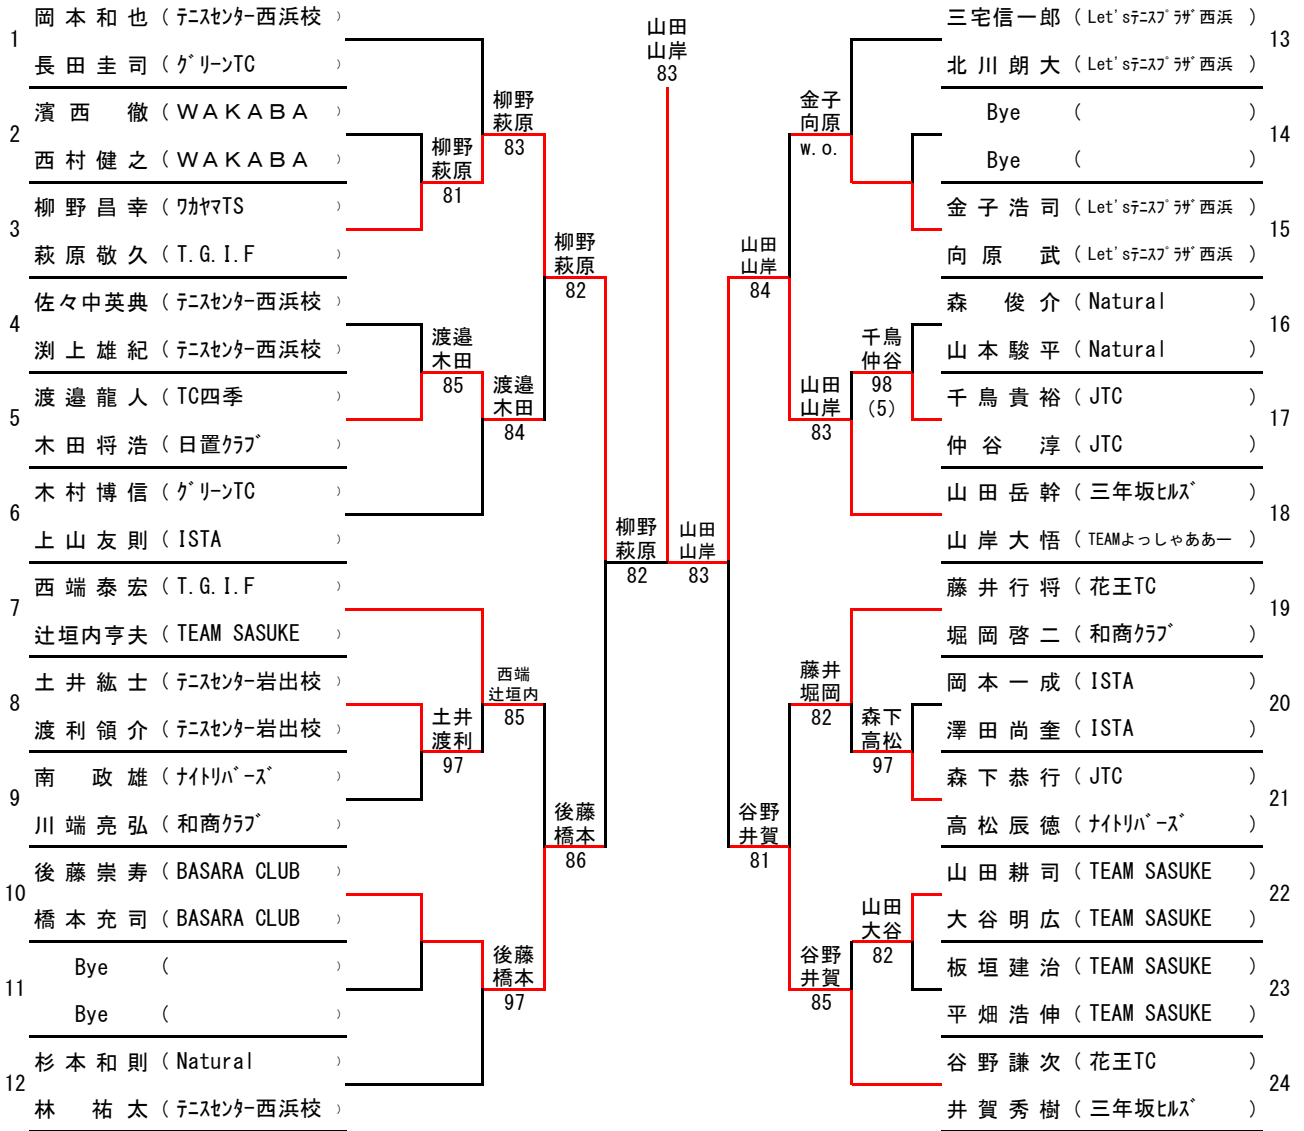 1
岡本和也 ( テニスセンター西浜校 )
長田圭司 ( グリーンTC )
2
濱西 徹 ( WAKABA )
西村健之 ( WAKABA )
3
柳野昌幸 ( ワカヤマTS )
萩原敬久 ( T.G.I.F )
4
佐々中英典 ( テニスセンター西浜校 )
渕上雄紀 ( テニスセンター西浜校 )
5
渡邉龍人 ( TC四季 )
木田将浩 ( 日置クラブ )
6
木村博信 ( グリーンTC )
上山友則 ( ISTA )
7
西端泰宏 ( T.G.I.F )
辻垣内亨夫 ( TEAM SASUKE )
8
土井紘士 ( テニスセンター岩出校 )
渡利領介 ( テニスセンター岩出校 )
9
南 政雄 ( ナイトリバーズ )
川端亮弘 ( 和商クラブ )
10
後藤崇寿 ( BASARA CLUB )
橋本充司 ( BASARA CLUB )
11
Bye ( )
Bye ( )
12
杉本和則 ( Natural )
林 祐太 ( テニスセンター西浜校 )
柳野
萩原
81
渡邉
木田
85
土井
渡利
97
柳野
萩原
83
渡邉
木田
84
西端
辻垣内
85
後藤
橋本
97
柳野
萩原
82
後藤
橋本
86
柳野
萩原
82
山田
山岸
83
山田
山岸
83
山田
山岸
84
谷野
井賀
81
金子
向原
w.o.
山田
山岸
83
藤井
堀岡
82
谷野
井賀
85
千鳥
仲谷
98
(5)
森下
高松
97
山田
大谷
82
三宅信一郎 ( Let'sテニスプラザ西浜 )
北川朗大 ( Let'sテニスプラザ西浜 )
13
Bye ( )
Bye ( )
14
金子浩司 ( Let'sテニスプラザ西浜 )
向原 武 ( Let'sテニスプラザ西浜 )
15
森 俊介 ( Natural )
山本駿平 ( Natural )
16
千鳥貴裕 ( JTC )
仲谷 淳 ( JTC )
17
山田岳幹 ( 三年坂ヒルズ )
山岸大悟 ( TEAMよっしゃああー )
18
藤井行将 ( 花王TC )
堀岡啓二 ( 和商クラブ )
19
岡本一成 ( ISTA )
澤田尚奎 ( ISTA )
20
森下恭行 ( JTC )
高松辰徳 ( ナイトリバーズ )
21
山田耕司 ( TEAM SASUKE )
大谷明広 ( TEAM SASUKE )
22
板垣建治 ( TEAM SASUKE )
平畑浩伸 ( TEAM SASUKE )
23
谷野謙次 ( 花王TC )
井賀秀樹 ( 三年坂ヒルズ )
24